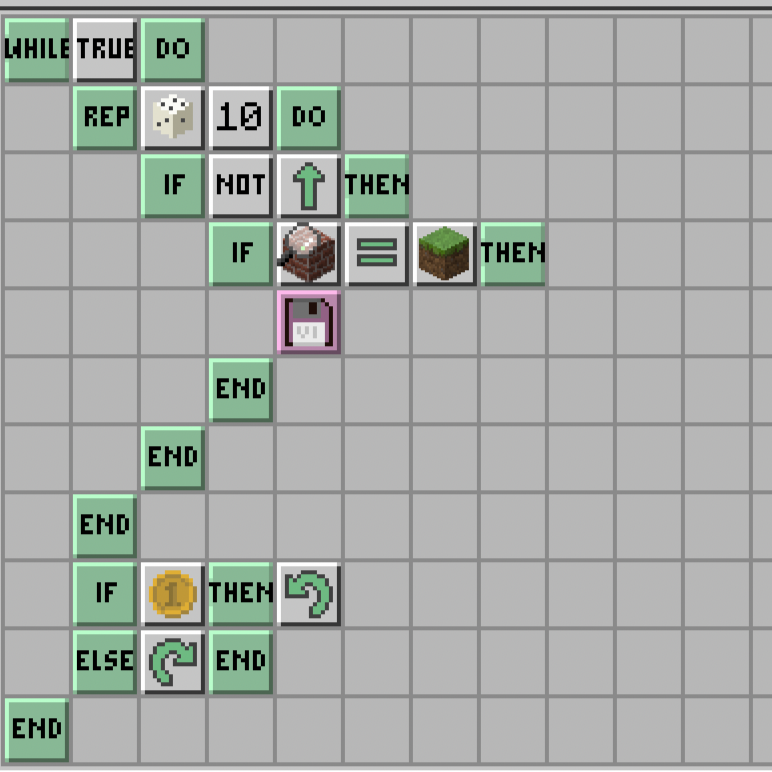 WHILE TRUE DO
REP 10 DO
IF NOT THEN
IF = THEN
V1
END
END
END
IF 1 THEN
ELSE END
END